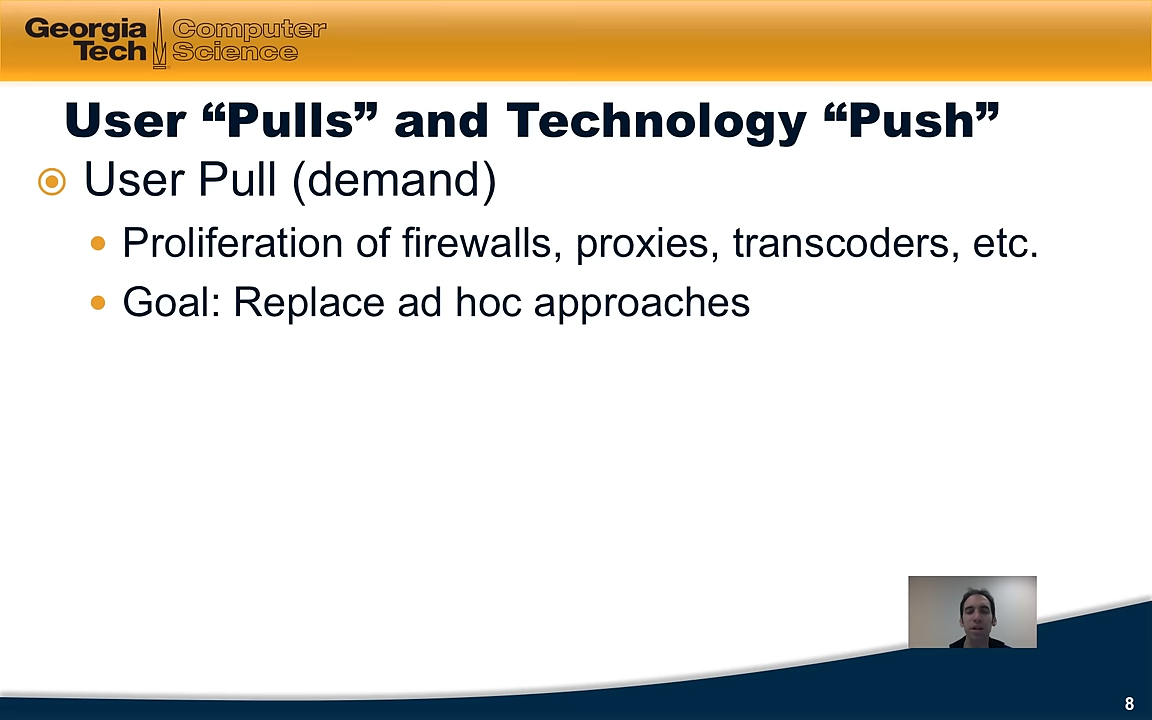 Georgia Tech
Computer Science
User “Pulls” and Technology “Push”
User Pull (demand)
Proliferation of firewalls, proxies, transcoders, etc.
Goal: Replace ad hoc approaches
8